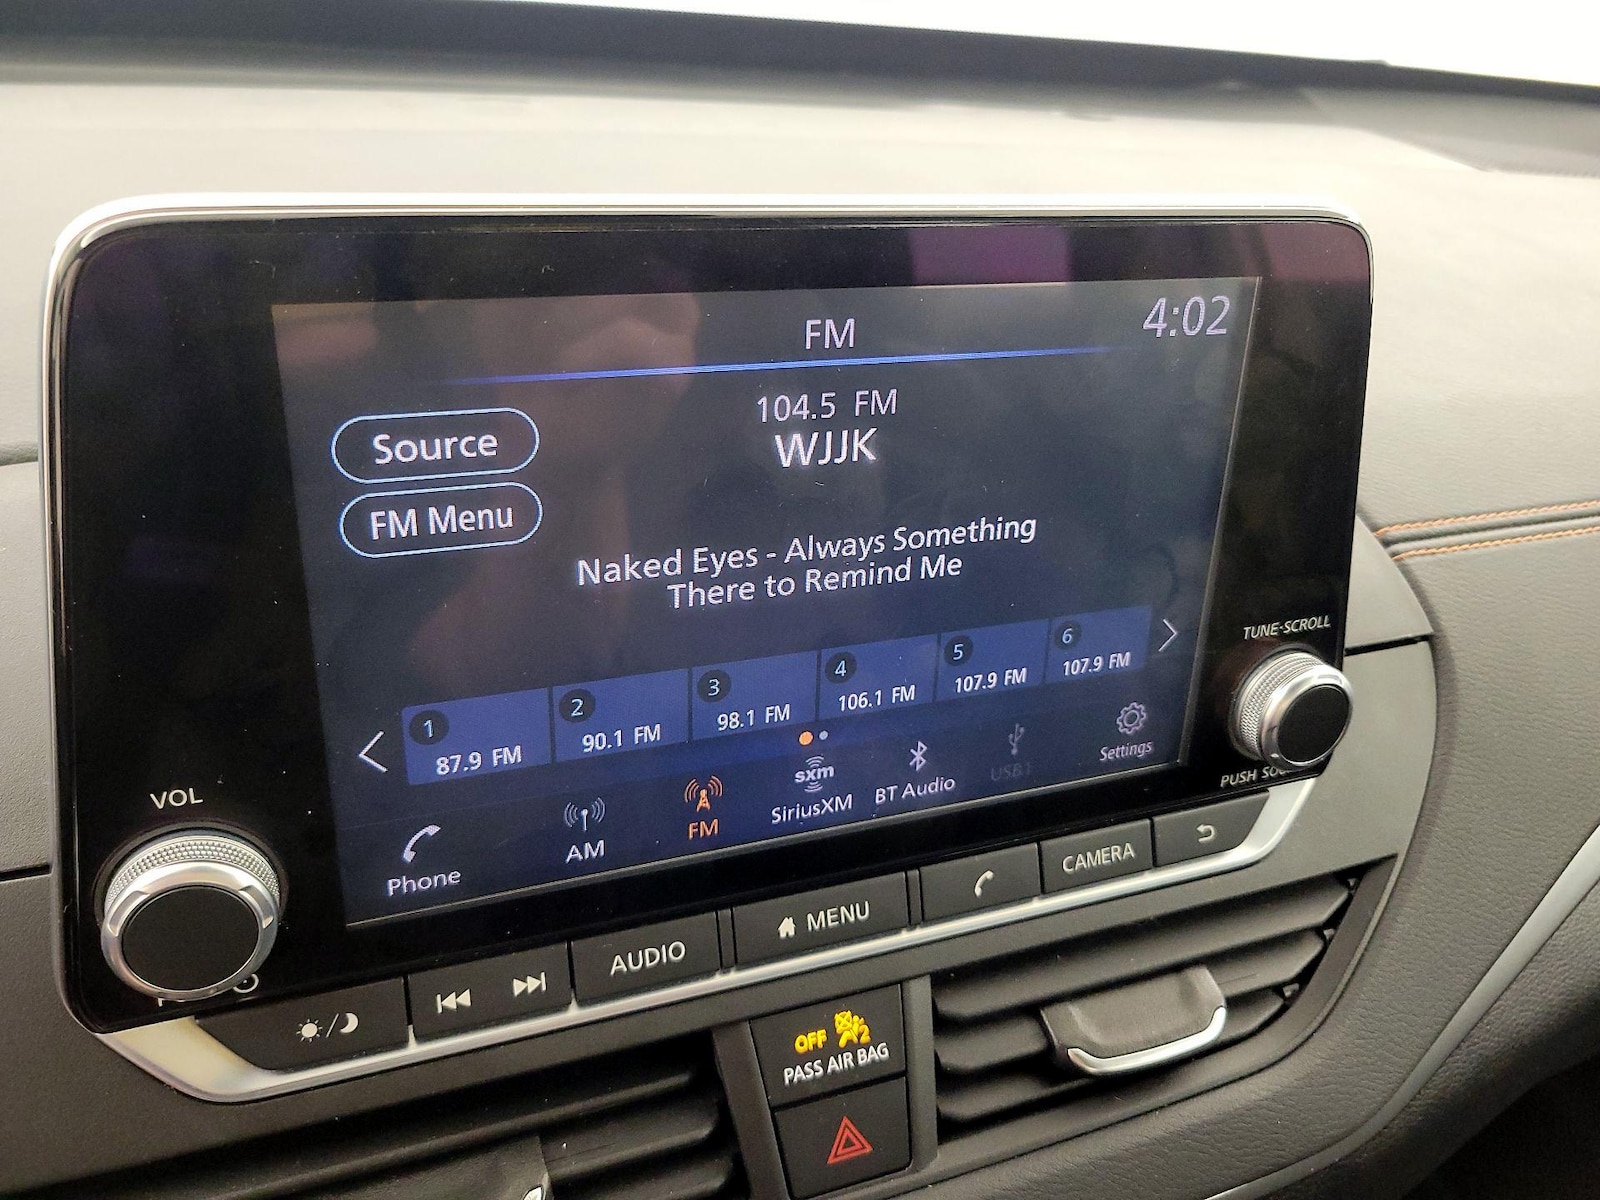 FM
4:02
104.5 FM
WJJK
Source
FM Menu
Naked Eyes - Always Something
There to Remind Me
1
87.9 FM
2
90.1 FM
3
98.1 FM
4
106.1 FM
5
107.9 FM
6
107.9 FM
Phone
AM
FM
sxm
SiriusXM
BT Audio
USB1
Settings
VOL
TUNE·SCROLL
PUSH
AUDIO
MENU
CAMERA
OFF 2
PASS AIR BAG